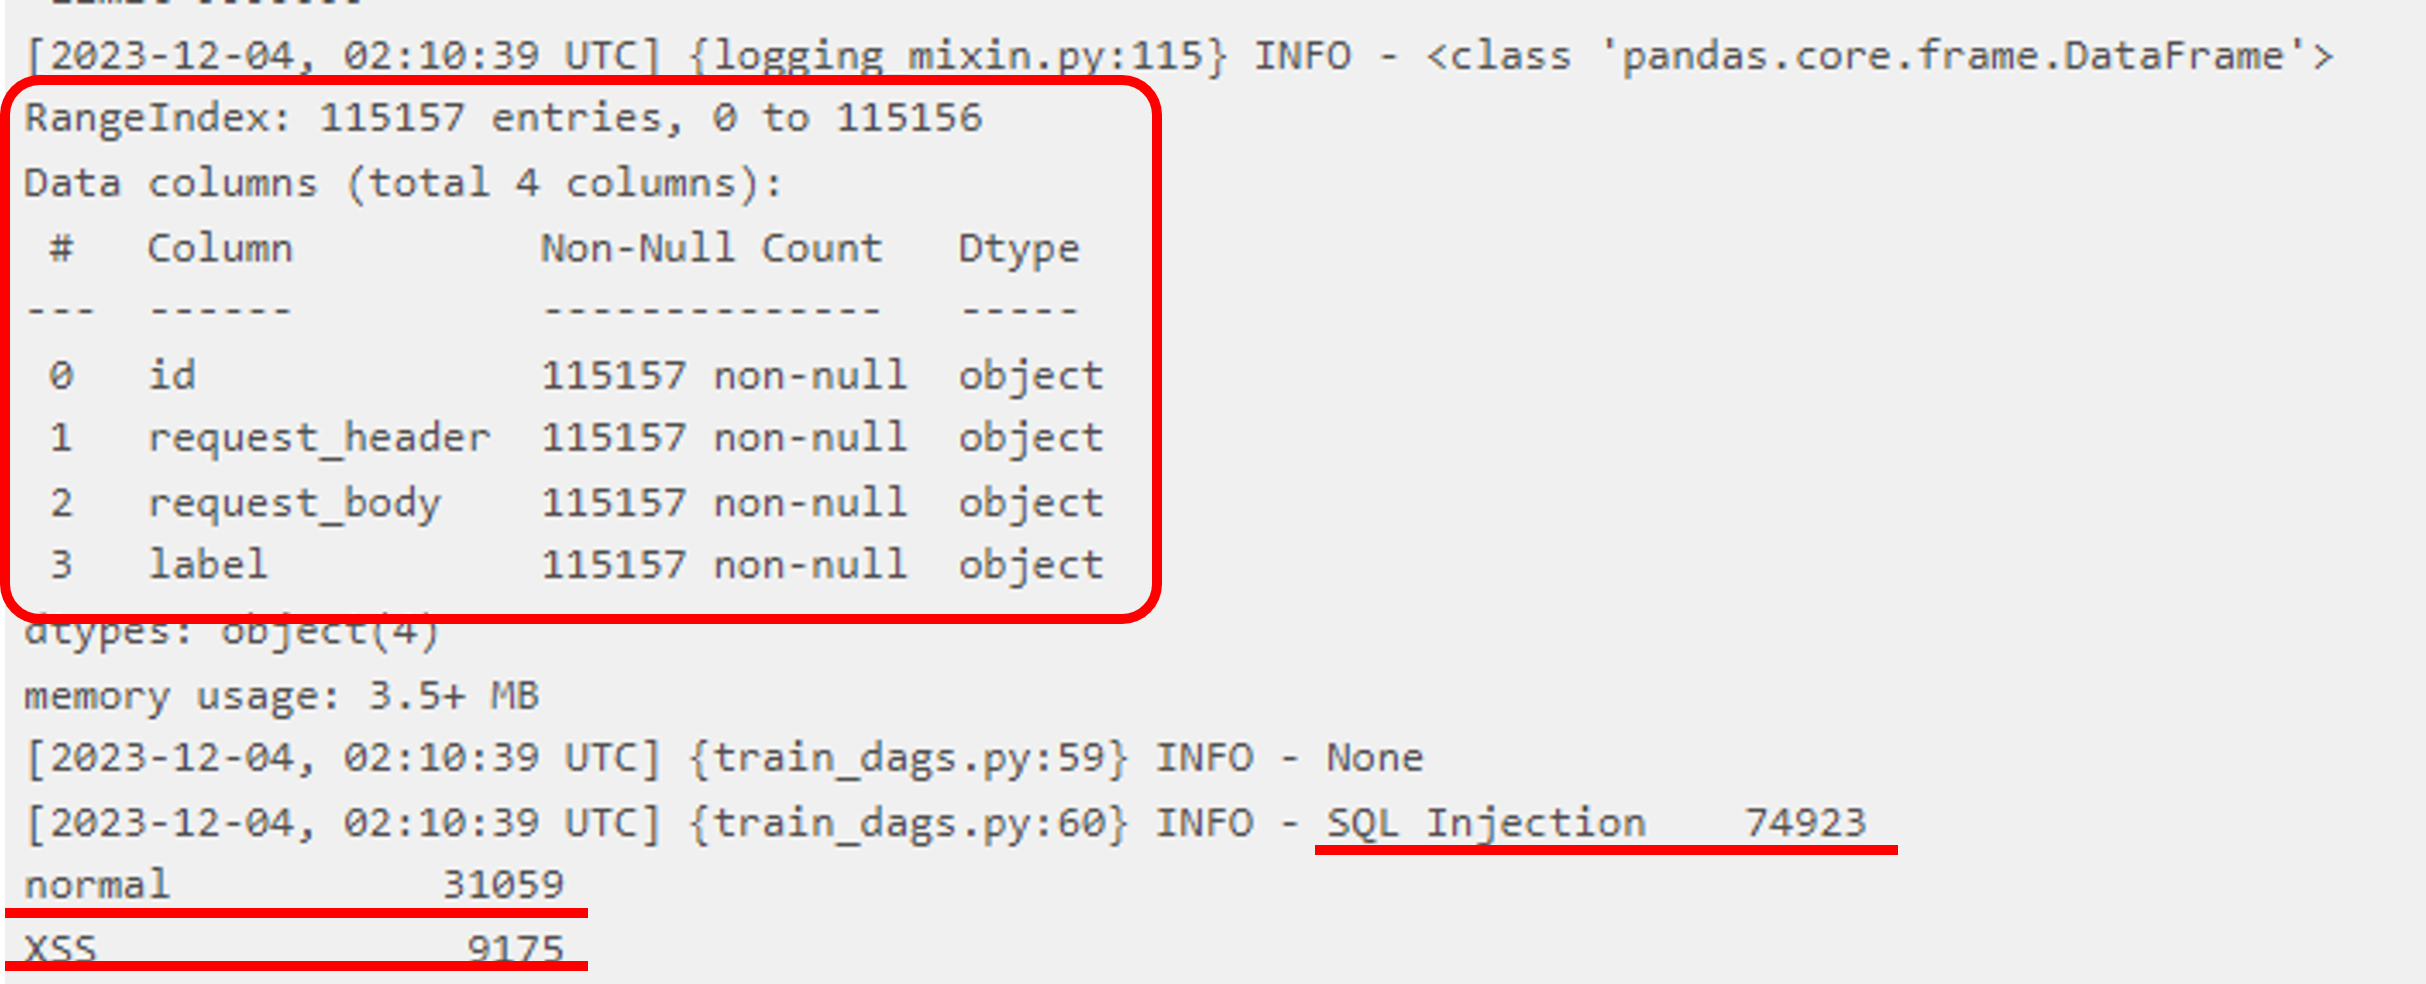 [2023-12-04, 02:10:39 UTC] {logging_mixin.py:115} INFO - <class 'pandas.core.frame.DataFrame'>
RangeIndex: 115157 entries, 0 to 115156
Data columns (total 4 columns):
 #   Column          Non-Null Count   Dtype
---  ------          --------------   -----
 0   id              115157 non-null  object
 1   request_header  115157 non-null  object
 2   request_body    115157 non-null  object
 3   label           115157 non-null  object
dtypes: object(4)
memory usage: 3.5+ MB
[2023-12-04, 02:10:39 UTC] {train_dags.py:59} INFO - None
[2023-12-04, 02:10:39 UTC] {train_dags.py:60} INFO - SQL Injection    74923
normal           31059
XSS               9175